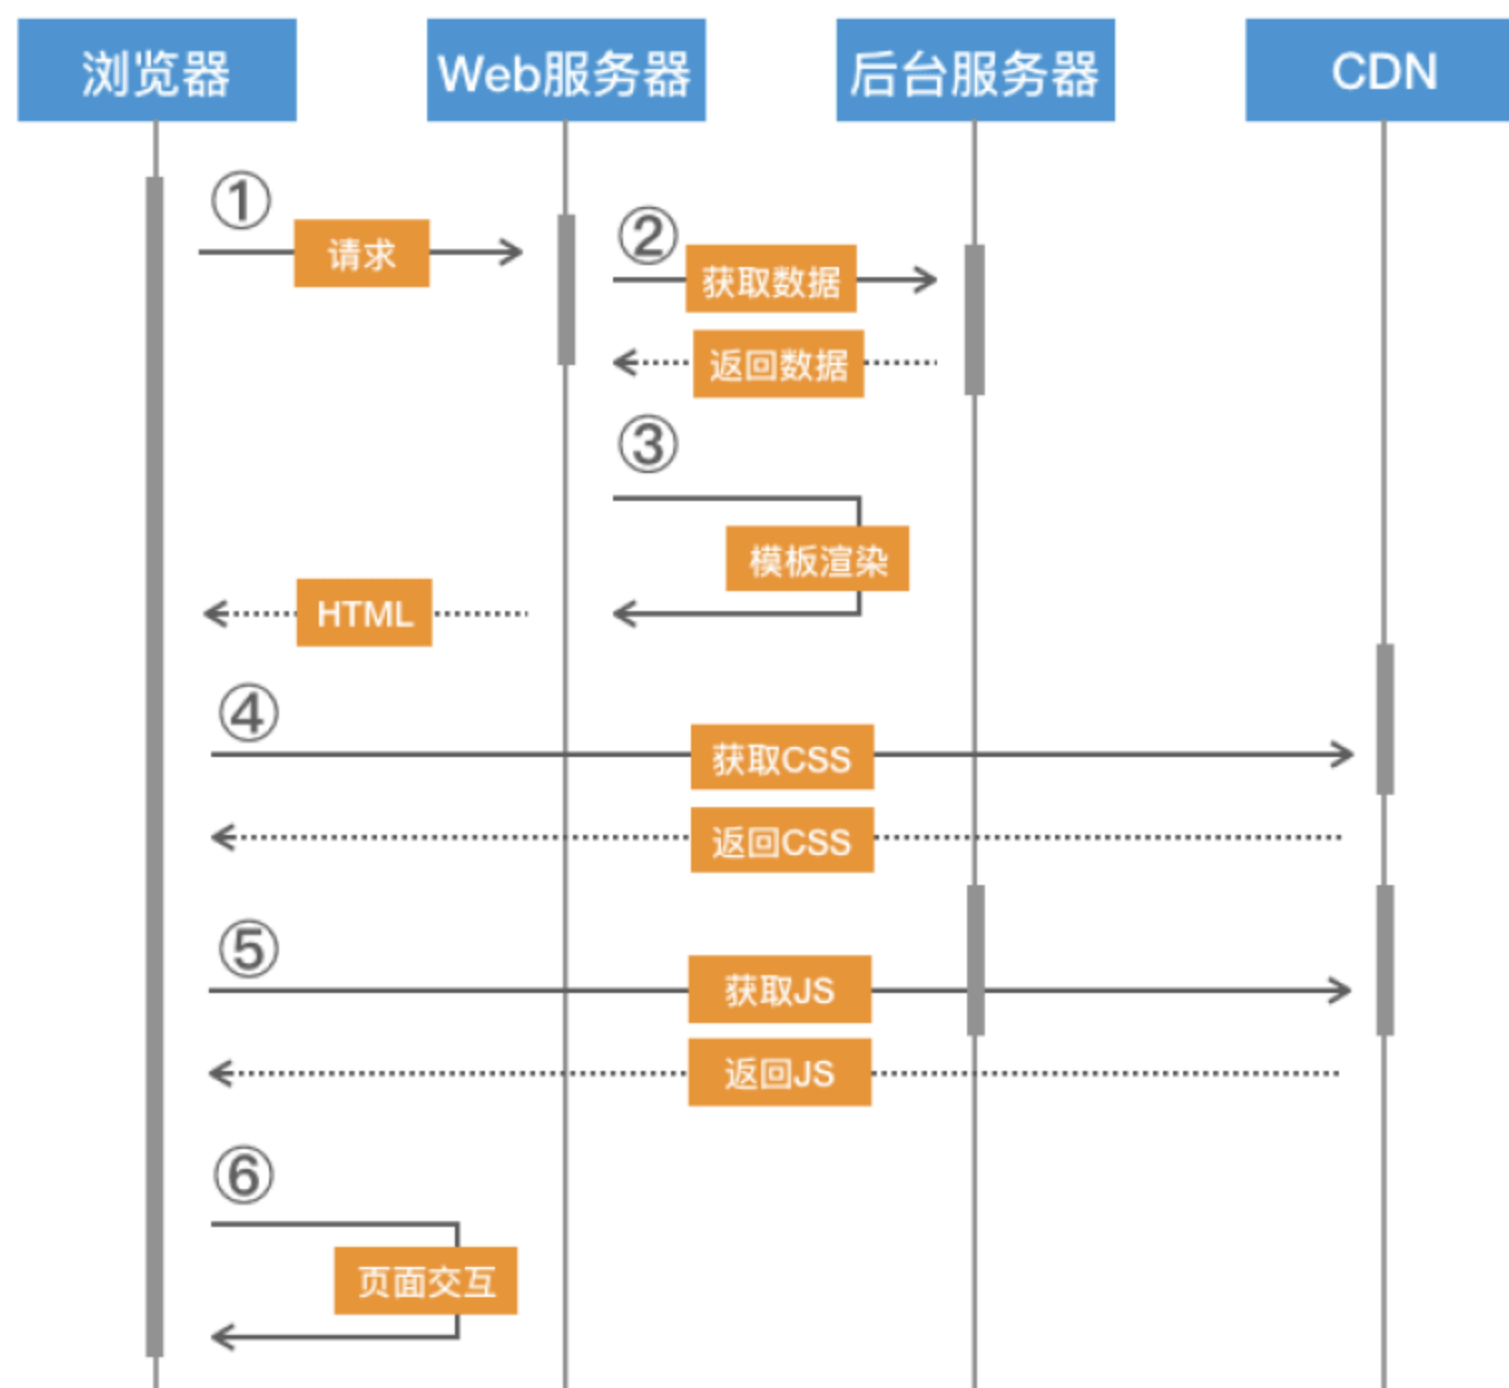 浏览器
Web服务器
后台服务器
CDN
①
请求
②
获取数据
返回数据
③
模板渲染
HTML
④
获取CSS
返回CSS
⑤
获取JS
返回JS
⑥
页面交互